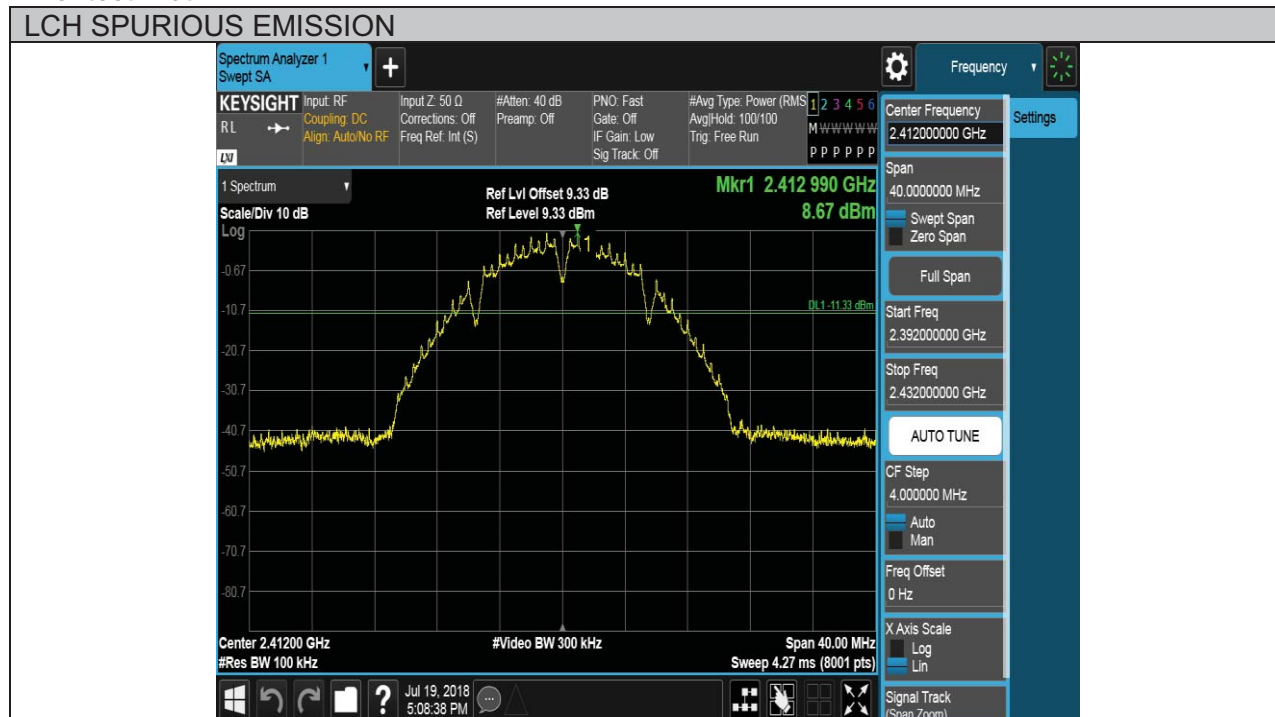 LCH SPURIOUS EMISSION
Spectrum Analyzer 1
Swept SA
Frequency
KEYSIGHT
RL
LXI
Input: RF
Coupling: DC
Align: Auto/No RF
Input Z: 50 Ω
Corrections: Off
Freq Ref: Int (S)
#Atten: 40 dB
Preamp: Off
PNO: Fast
Gate: Off
IF Gain: Low
Sig Track: Off
#Avg Type: Power (RMS
Avg|Hold: 100/100
Trig: Free Run
1 2 3 4 5 6
M W W W W W
P P P P P P
Center Frequency
2.412000000 GHz
Settings
Span
40.0000000 MHz
Swept Span
Zero Span
Full Span
Start Freq
2.392000000 GHz
Stop Freq
2.432000000 GHz
AUTO TUNE
CF Step
4.000000 MHz
Auto
Man
Freq Offset
0 Hz
X Axis Scale
Log
Lin
Signal Track
(Span Zoom)
1 Spectrum
Scale/Div 10 dB
Ref Lvl Offset 9.33 dB
Ref Level 9.33 dBm
Mkr1 2.412 990 GHz
8.67 dBm
Log
1
-0.67
-10.7
DL1 -11.33 dBm
-20.7
-30.7
-40.7
-50.7
-60.7
-70.7
-80.7
Center 2.41200 GHz
#Video BW 300 kHz
Span 40.00 MHz
#Res BW 100 kHz
Sweep 4.27 ms (8001 pts)
?
Jul 19, 2018
5:08:38 PM